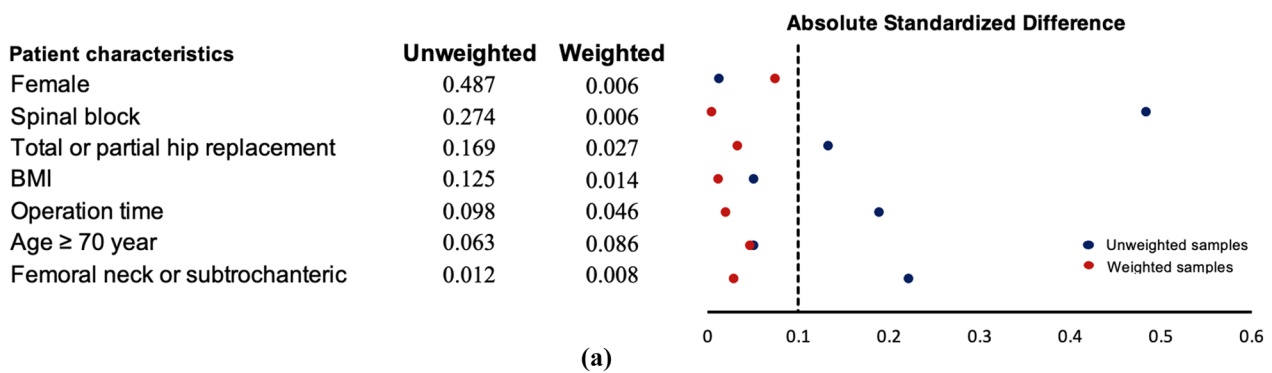 Absolute Standardized Difference
Patient characteristics Unweighted Weighted
Female 0.487 0.006
Spinal block 0.274 0.006
Total or partial hip replacement 0.169 0.027
BMI 0.125 0.014
Operation time 0.098 0.046
Age ≥ 70 year 0.063 0.086
Unweighted samples
Weighted samples
Femoral neck or subtrochanteric 0.012 0.008
0 0.1 0.2 0.3 0.4 0.5 0.6
(a)